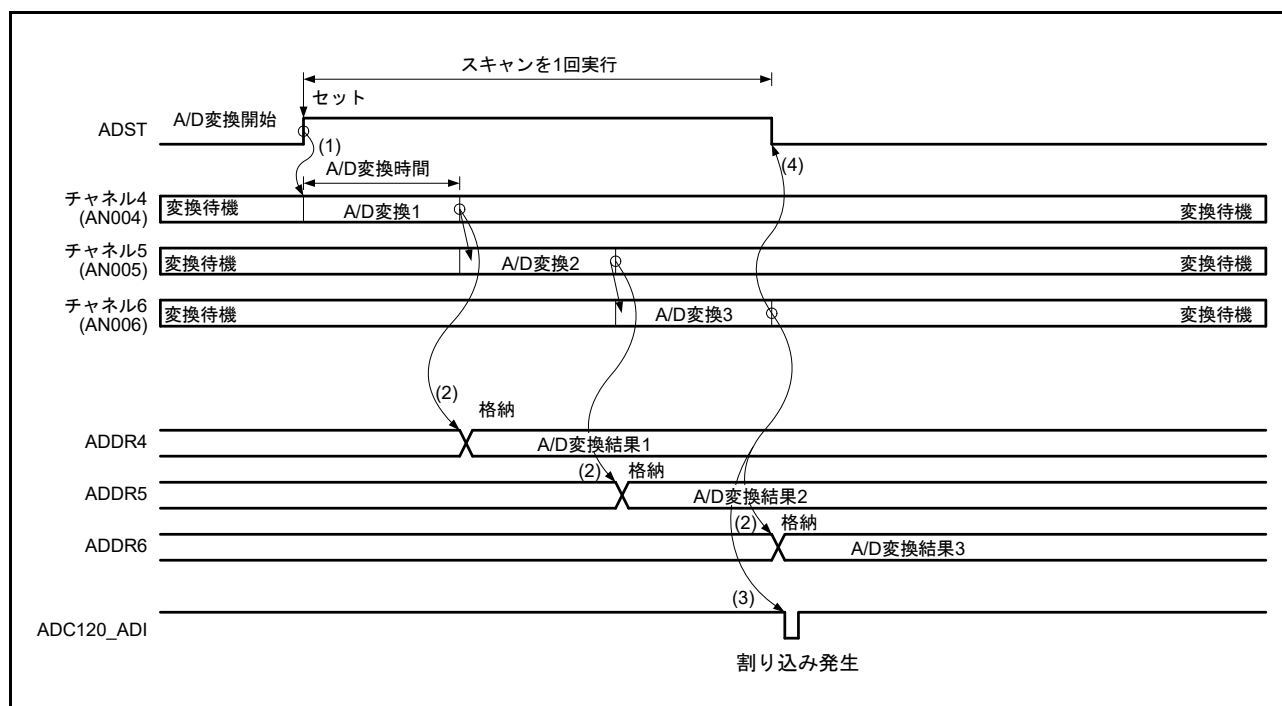 スキャンを1回実行
セット
ADST
A/D変換開始
(1)
(4)
A/D変換時間
チャネル4
(AN004)
変換待機
A/D変換1
変換待機
チャネル5
(AN005)
変換待機
A/D変換2
変換待機
チャネル6
(AN006)
変換待機
A/D変換3
変換待機
(2)
格納
ADDR4
A/D変換結果1
(2)
格納
ADDR5
A/D変換結果2
(2)
格納
ADDR6
A/D変換結果3
(3)
ADC120_ADI
割り込み発生